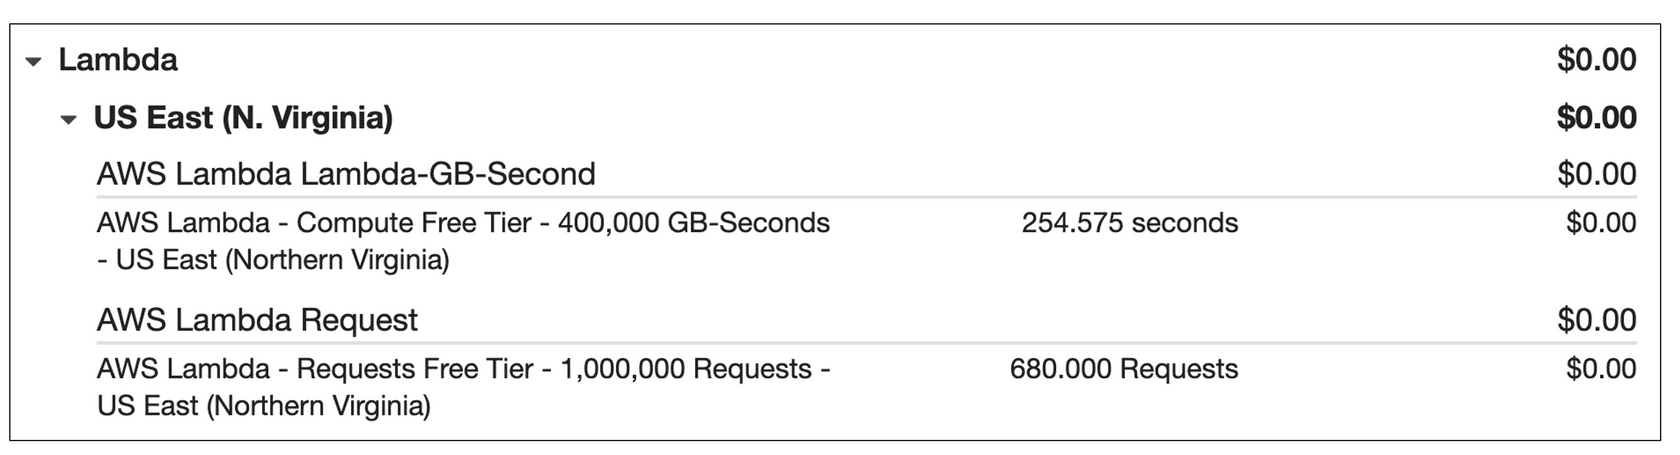 Lambda $0.00
US East (N. Virginia) $0.00
AWS Lambda Lambda-GB-Second $0.00
AWS Lambda - Compute Free Tier - 400,000 GB-Seconds 254.575 seconds $0.00
- US East (Northern Virginia)
AWS Lambda Request $0.00
AWS Lambda - Requests Free Tier - 1,000,000 Requests - 680.000 Requests $0.00
US East (Northern Virginia)